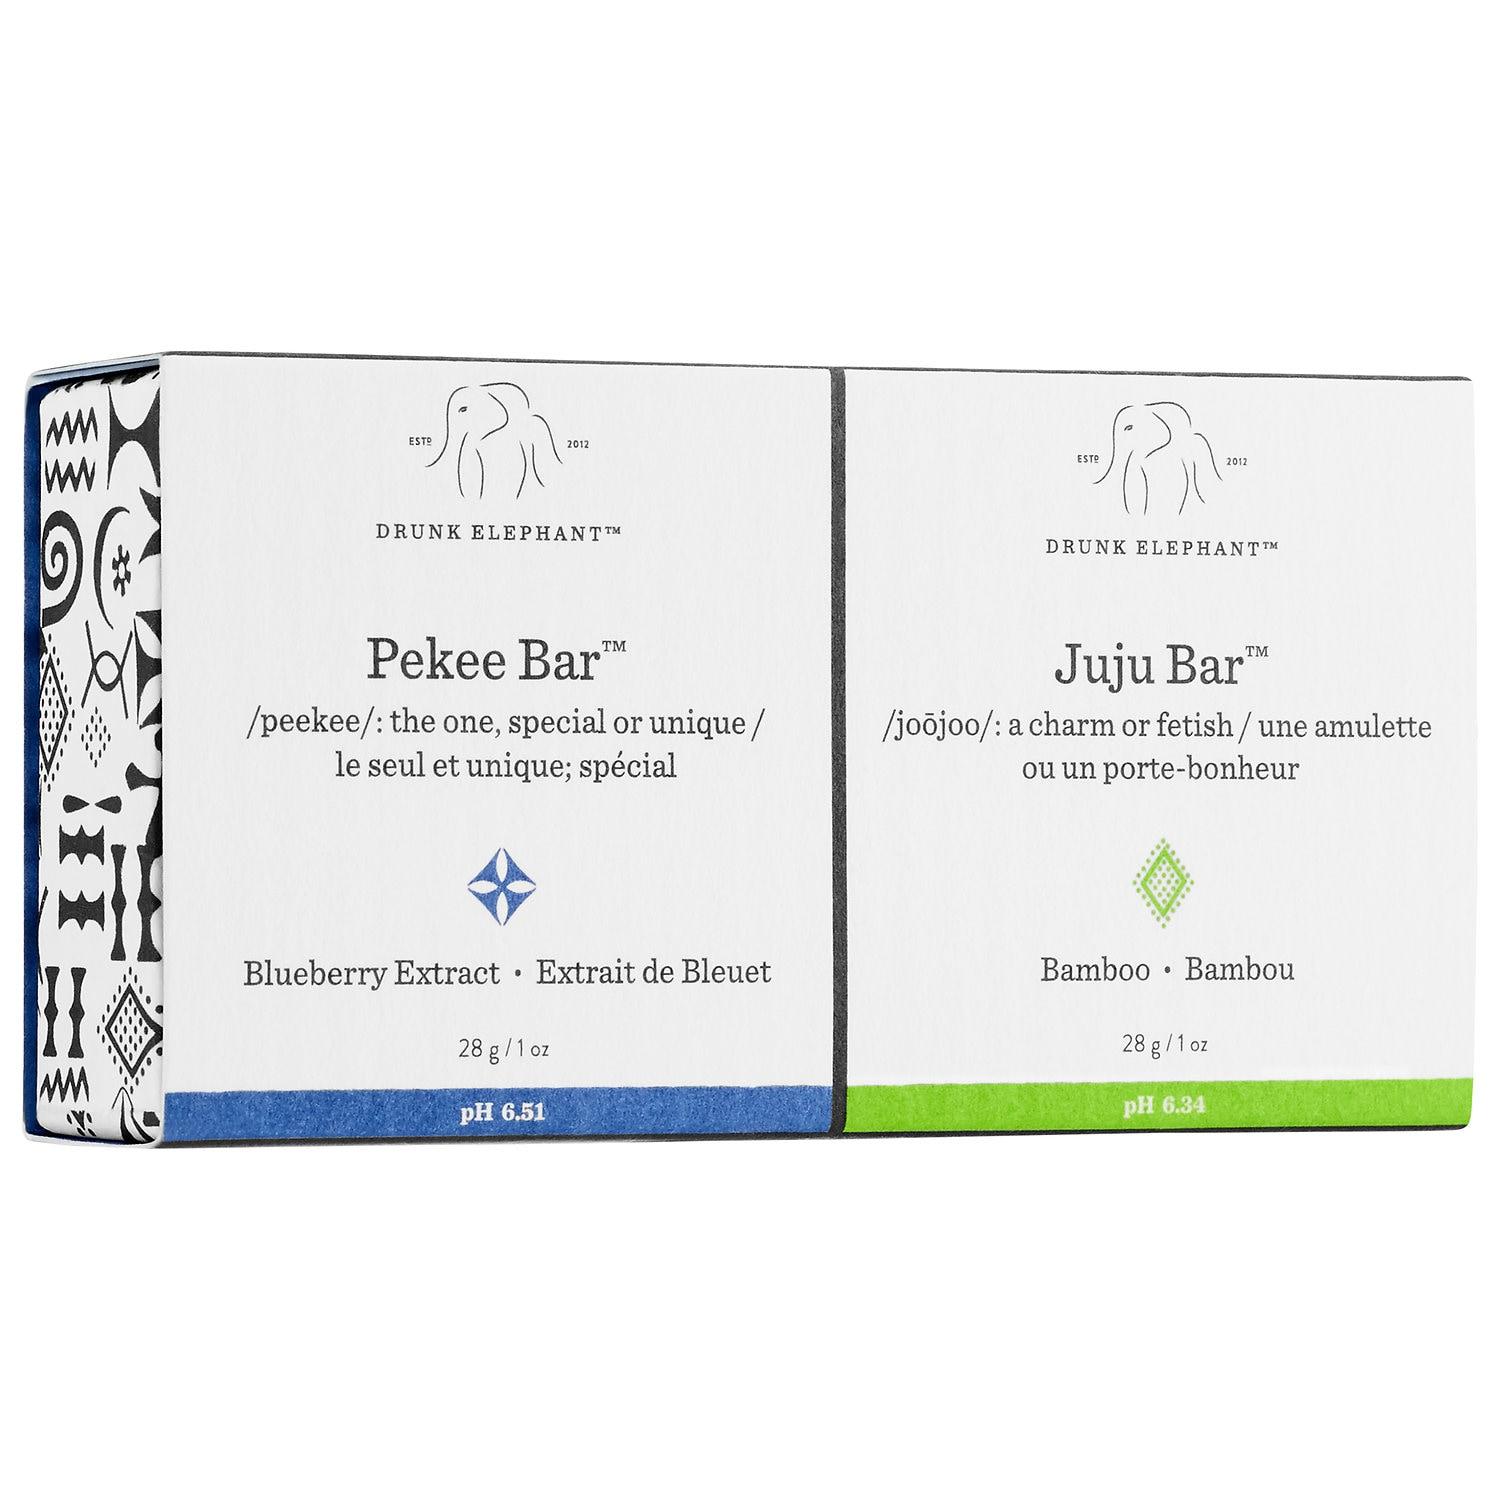 ESTD 2012
DRUNK ELEPHANT™
Pekee Bar™
/peekee/: the one, special or unique /
le seul et unique; spécial
Blueberry Extract • Extrait de Bleuet
28 g / 1 oz
pH 6.51
ESTD 2012
DRUNK ELEPHANT™
Juju Bar™
/joōjoo/: a charm or fetish / une amulette
ou un porte-bonheur
Bamboo • Bambou
28 g / 1 oz
pH 6.34